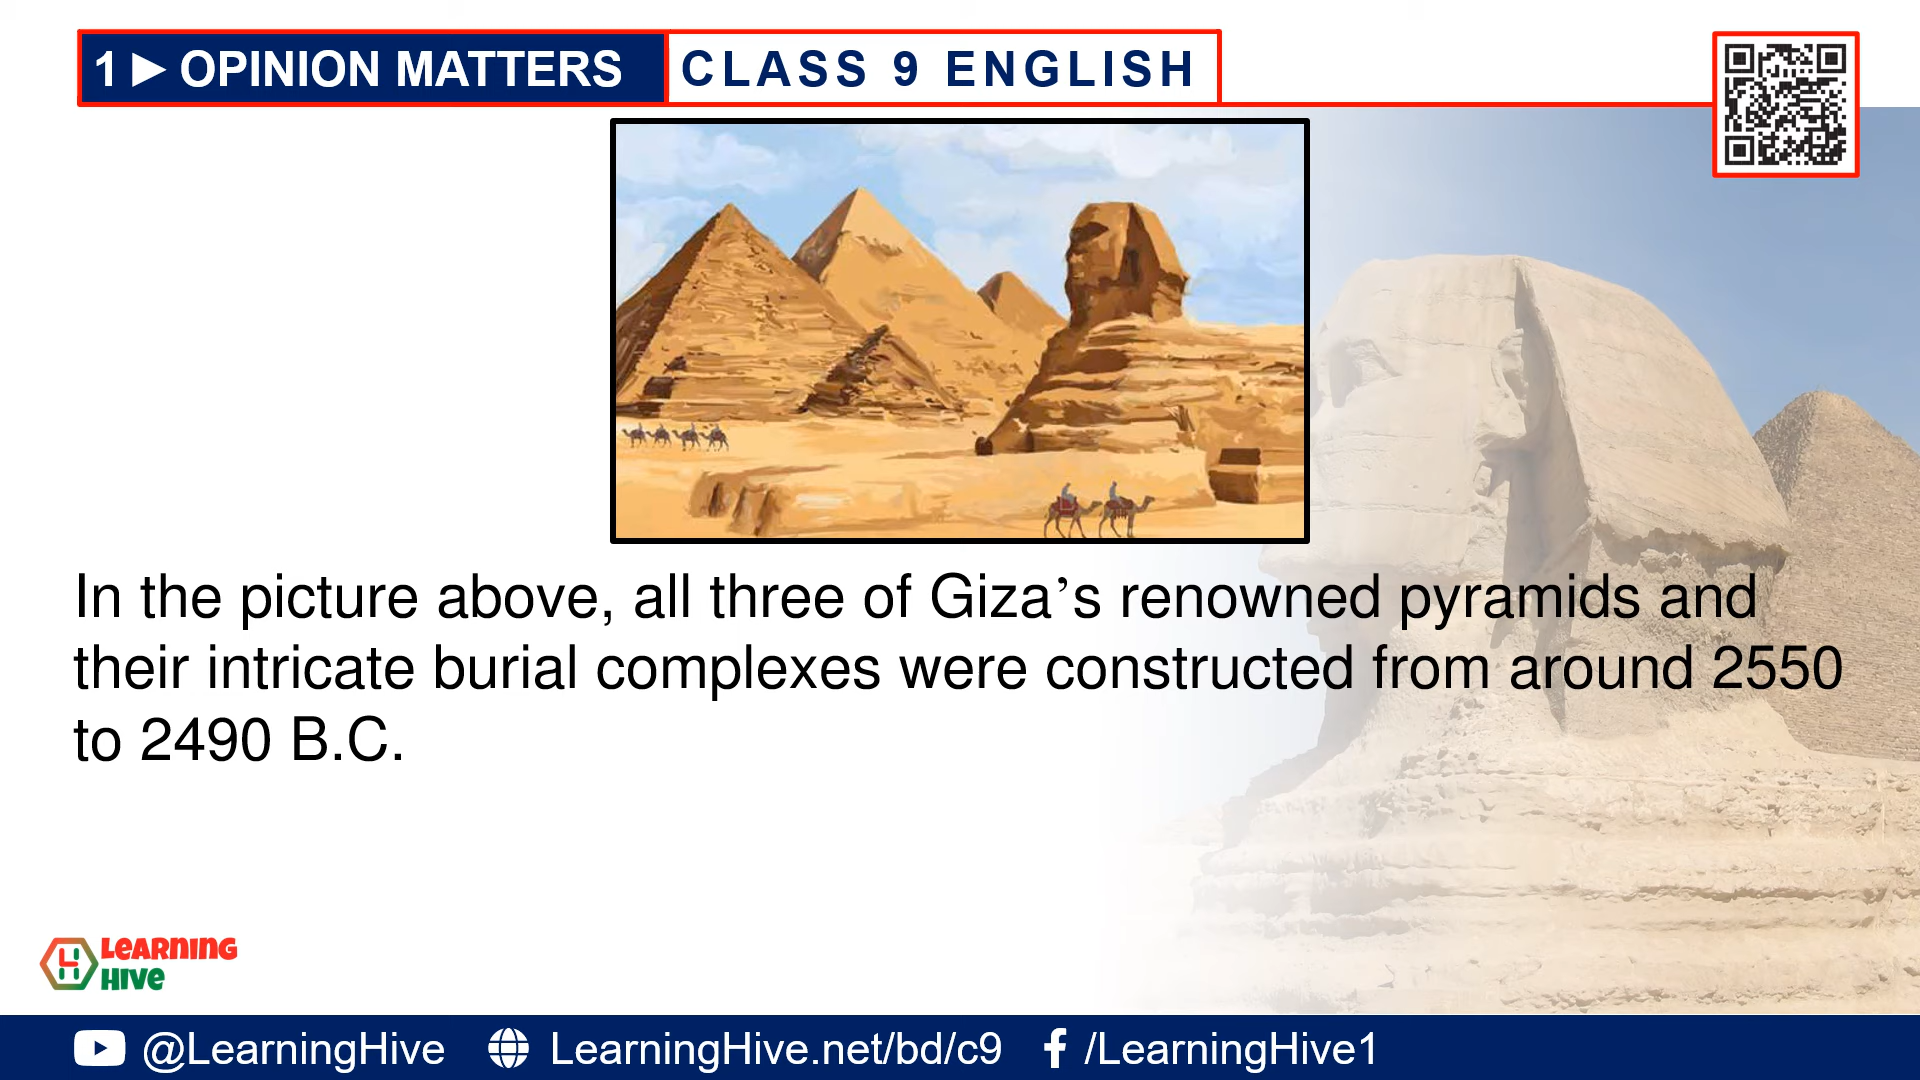 1 ► OPINION MATTERS CLASS 9 ENGLISH
In the picture above, all three of Giza’s renowned pyramids and
their intricate burial complexes were constructed from around 2550
to 2490 B.C.
LEARNING
HIVE
@LearningHive LearningHive.net/bd/c9 /LearningHive1